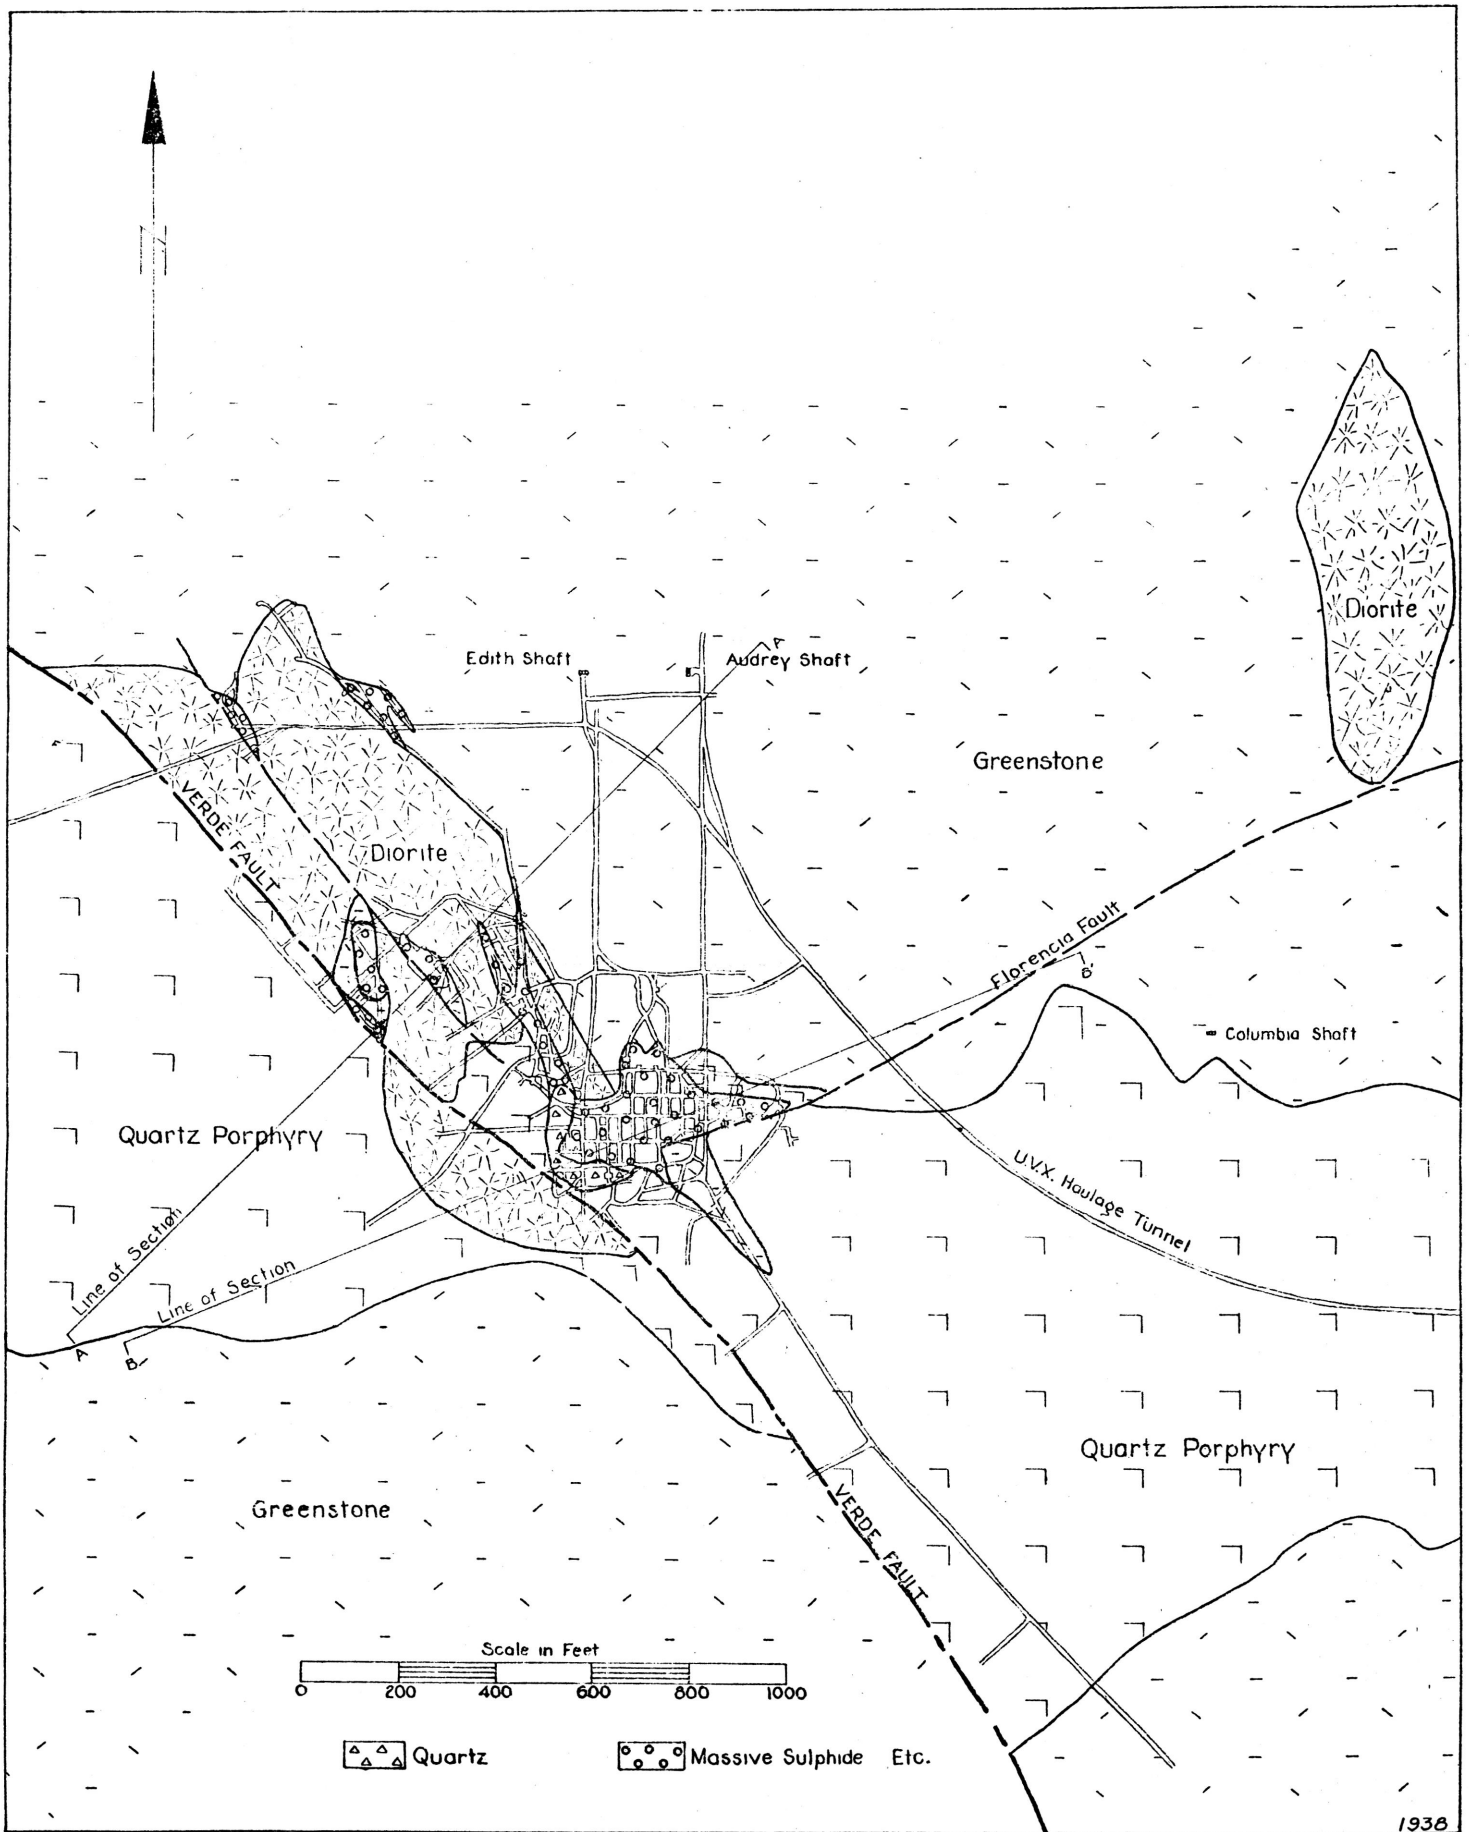 N
Edith Shaft
A'
Audrey Shaft
Diorite
Greenstone
VERDE FAULT
Diorite
Florencia Fault
B'
Columbia Shaft
Quartz Porphyry
U.V.X. Haulage Tunnel
Line of Section
Line of Section
A
B
Quartz Porphyry
Greenstone
VERDE FAULT
Scale in Feet
0 200 400 600 800 1000
Quartz
Massive Sulphide Etc.
1938